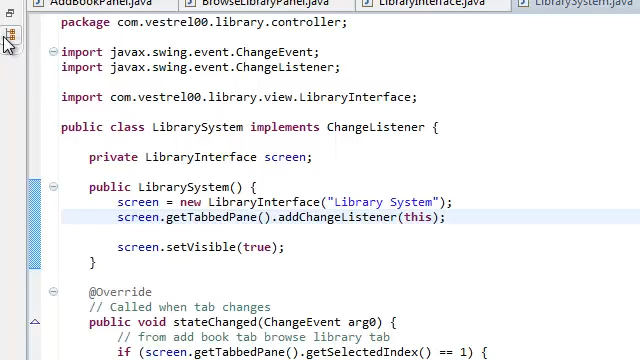 AddBookPanel.java BrowseLibraryPanel.java LibraryInterface.java LibrarySystem.java
package com.vestrel00.Library.controller;
import javax.swing.event.ChangeEvent;
import javax.swing.event.ChangeListener;
import com.vestrel00.library.view.LibraryInterface;
public class LibrarySystem implements ChangeListener {
private LibraryInterface screen;
public LibrarySystem() {
screen = new LibraryInterface("Library System");
screen.getTabbedPane().addChangeListener(this);
screen.setVisible(true);
}
@Override
// Called when tab changes
public void stateChanged(ChangeEvent arg0) {
// from add book tab browse library tab
if (screen.getTabbedPane().getSelectedIndex() == 1) {